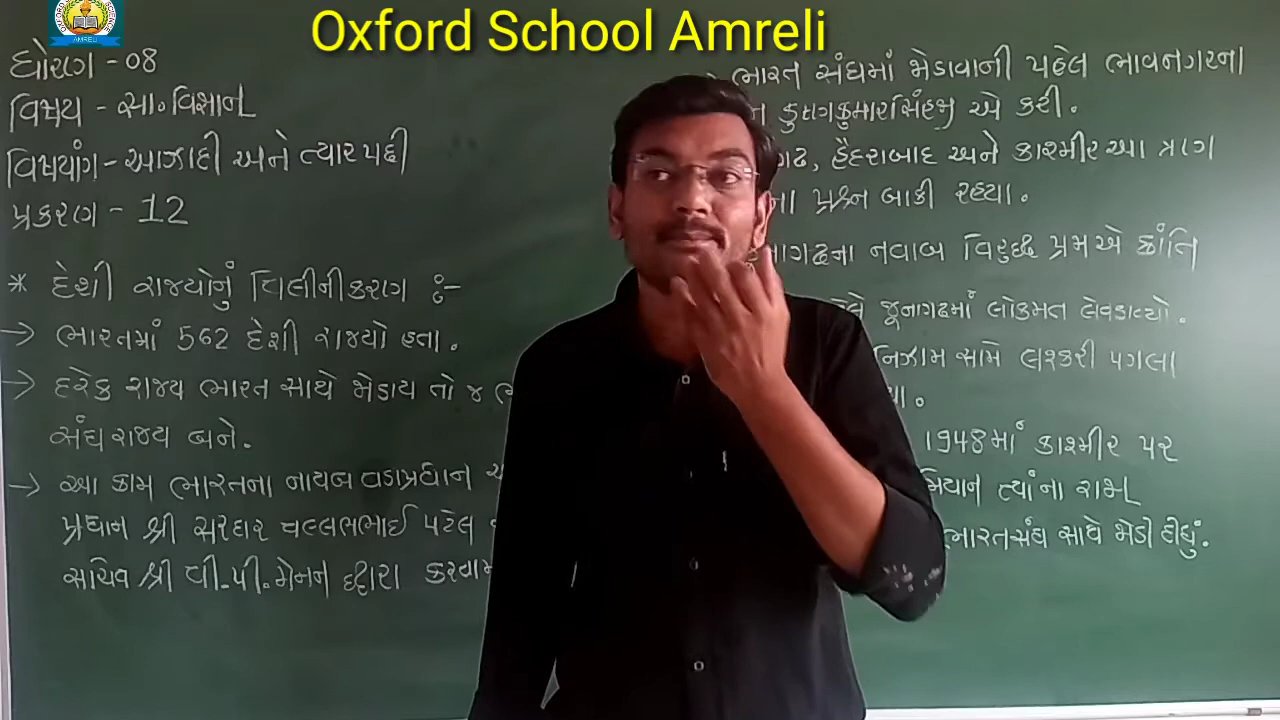 Oxford School Amreli
AMRELI
ધોરણ - 08
વિષય - સા. વિજ્ઞાન
વિષયાંગ - આઝાદી અને ત્યાર પછી
પ્રકરણ - 12
* દેશી રાજ્યોનું વિલીનીકરણ :-
→ ભારતમાં 562 દેશી રાજ્યો હતા.
→ દરેક રાજ્ય ભારત સાથે જોડાય તો જ
સંઘ રાજ્ય બને.
→ આ કામ ભારતના નાયબ વડાપ્રધાન
પ્રધાન શ્રી સરદાર વલ્લભભાઈ પટેલ
સચિવ શ્રી વી.પી. મેનન દ્વારા
ભારત સંઘમાં જોડાવાની પહેલ ભાવનગરના
કૃષ્ણકુમારસિંહજી એ કરી.
હૈદરાબાદ અને કાશ્મીર આ ત્રણ
પ્રશ્ન બાકી રહ્યા.
નવાબ વિરુદ્ધ પ્રજાએ ક્રાંતિ
જૂનાગઢમાં લોકમત લેવડાવ્યો.
નિઝામ સામે લશ્કરી પગલા
1948માં કાશ્મીર પર
ત્યાંના રાજા
ભારતસંઘ સાથે જોડી દીધું.